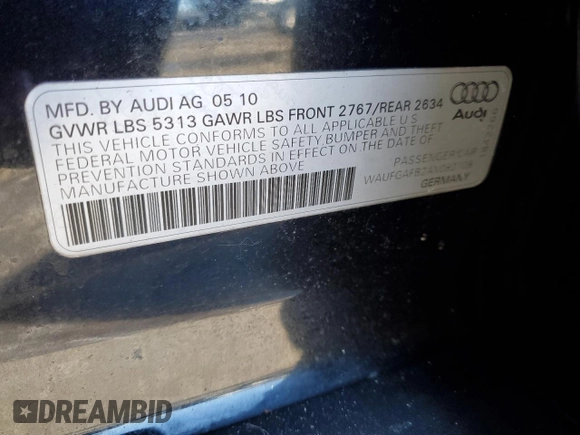 MFD. BY AUDI AG 05 10
GVWR LBS 5313 GAWR LBS FRONT 2767/REAR 2634
THIS VEHICLE CONFORMS TO ALL APPLICABLE U S
FEDERAL MOTOR VEHICLE SAFETY BUMPER AND THEFT
PREVENTION STANDARDS IN EFFECT ON THE DATE OF
MANUFACTURE SHOWN ABOVE
Audi
PASSENGER CAR
GERMANY
DREAMBID